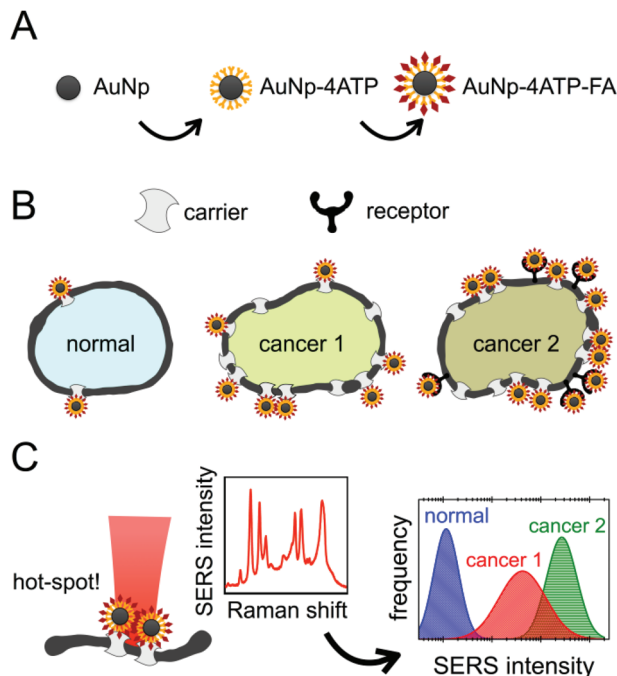 A
AuNp
AuNp-4ATP
AuNp-4ATP-FA
B
carrier
receptor
normal
cancer 1
cancer 2
C
hot-spot!
SERS intensity
Raman shift
frequency
normal
cancer 1
cancer 2
SERS intensity